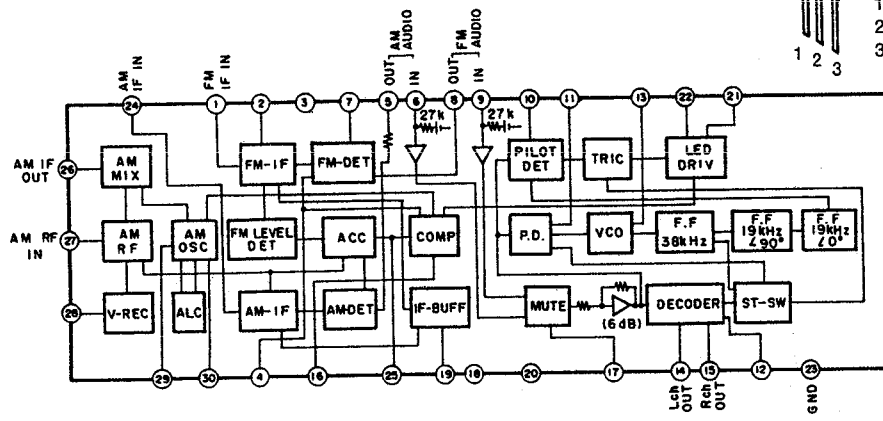 1
2
3
1 2 3
AM IF IN
FM IF IN
OUT AM AUDIO IN
OUT FM AUDIO IN
24 1 2 3 7 5 6 8 9 10 11 13 22 21
27k 27k
AM IF OUT
26
AM MIX
FM-IF
FM-DET
PILOT DET
TRIC
LED DRIV
AM RF IN
27
AM RF
AM OSC
FM LEVEL DET
ACC
COMP
P.D.
VCO
F.F 38kHz
F.F 19kHz ∠90°
F.F 19kHz ∠0°
28
V-REC
ALC
AM-IF
AM-DET
IF-BUFF
MUTE
(6dB)
DECODER
ST-SW
29 30 4 16 25 19 18 20 17 14 15 12 23
Lch OUT
Rch OUT
GND